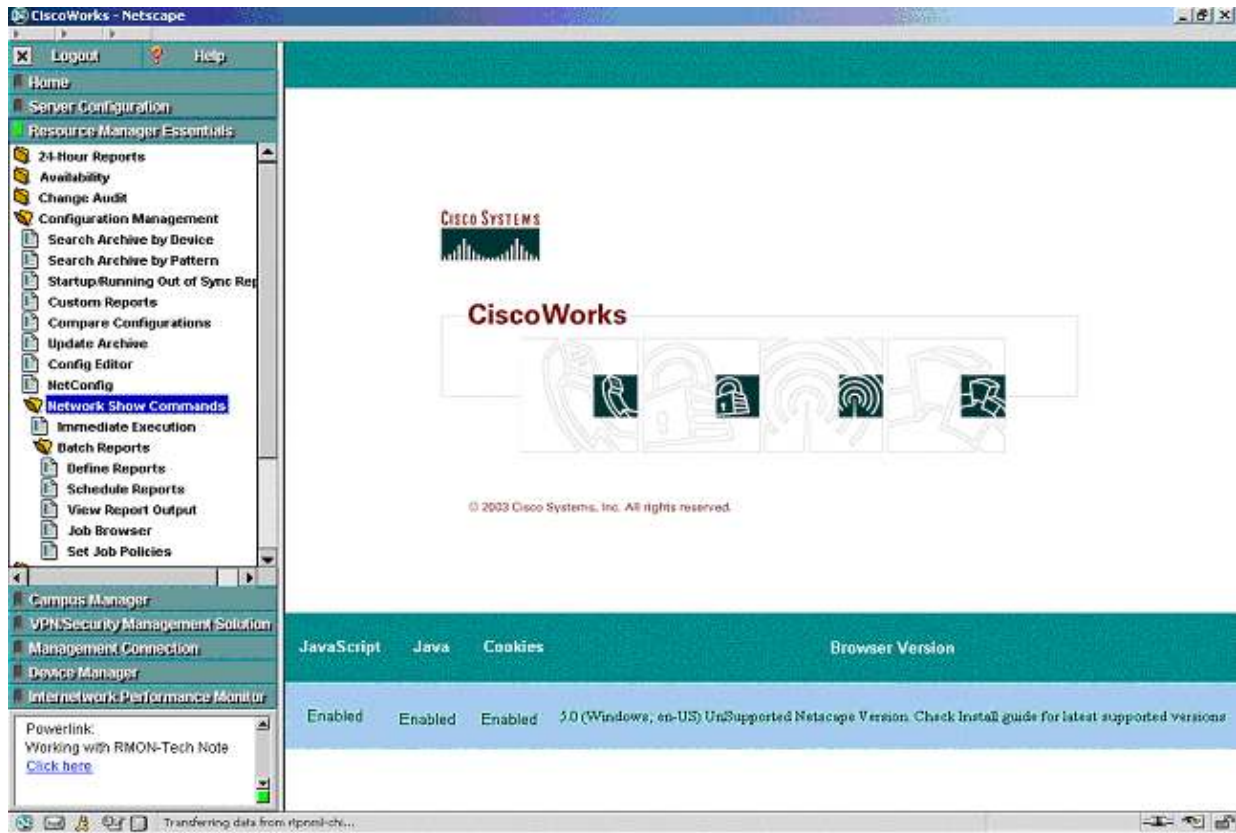 CiscoWorks - Netscape
Logout
Help
Home
Server Configuration
Resource Manager Essentials
24-Hour Reports
Availability
Change Audit
Configuration Management
Search Archive by Device
Search Archive by Pattern
Startup/Running Out of Sync Rep
Custom Reports
Compare Configurations
Update Archive
Config Editor
NetConfig
Network Show Commands
Immediate Execution
Batch Reports
Define Reports
Schedule Reports
View Report Output
Job Browser
Set Job Policies
Campus Manager
VPN/Security Management Solution
Management Connection
Device Manager
Internetwork Performance Monitor
Powerlink:
Working with RMON-Tech Note
Click here
CISCO SYSTEMS
CiscoWorks
© 2003 Cisco Systems, Inc. All rights reserved.
JavaScript Java Cookies Browser Version
Enabled Enabled Enabled 5.0 (Windows; en-US) UnSupported Netscape Version. Check Install guide for latest supported versions
Transferring data from